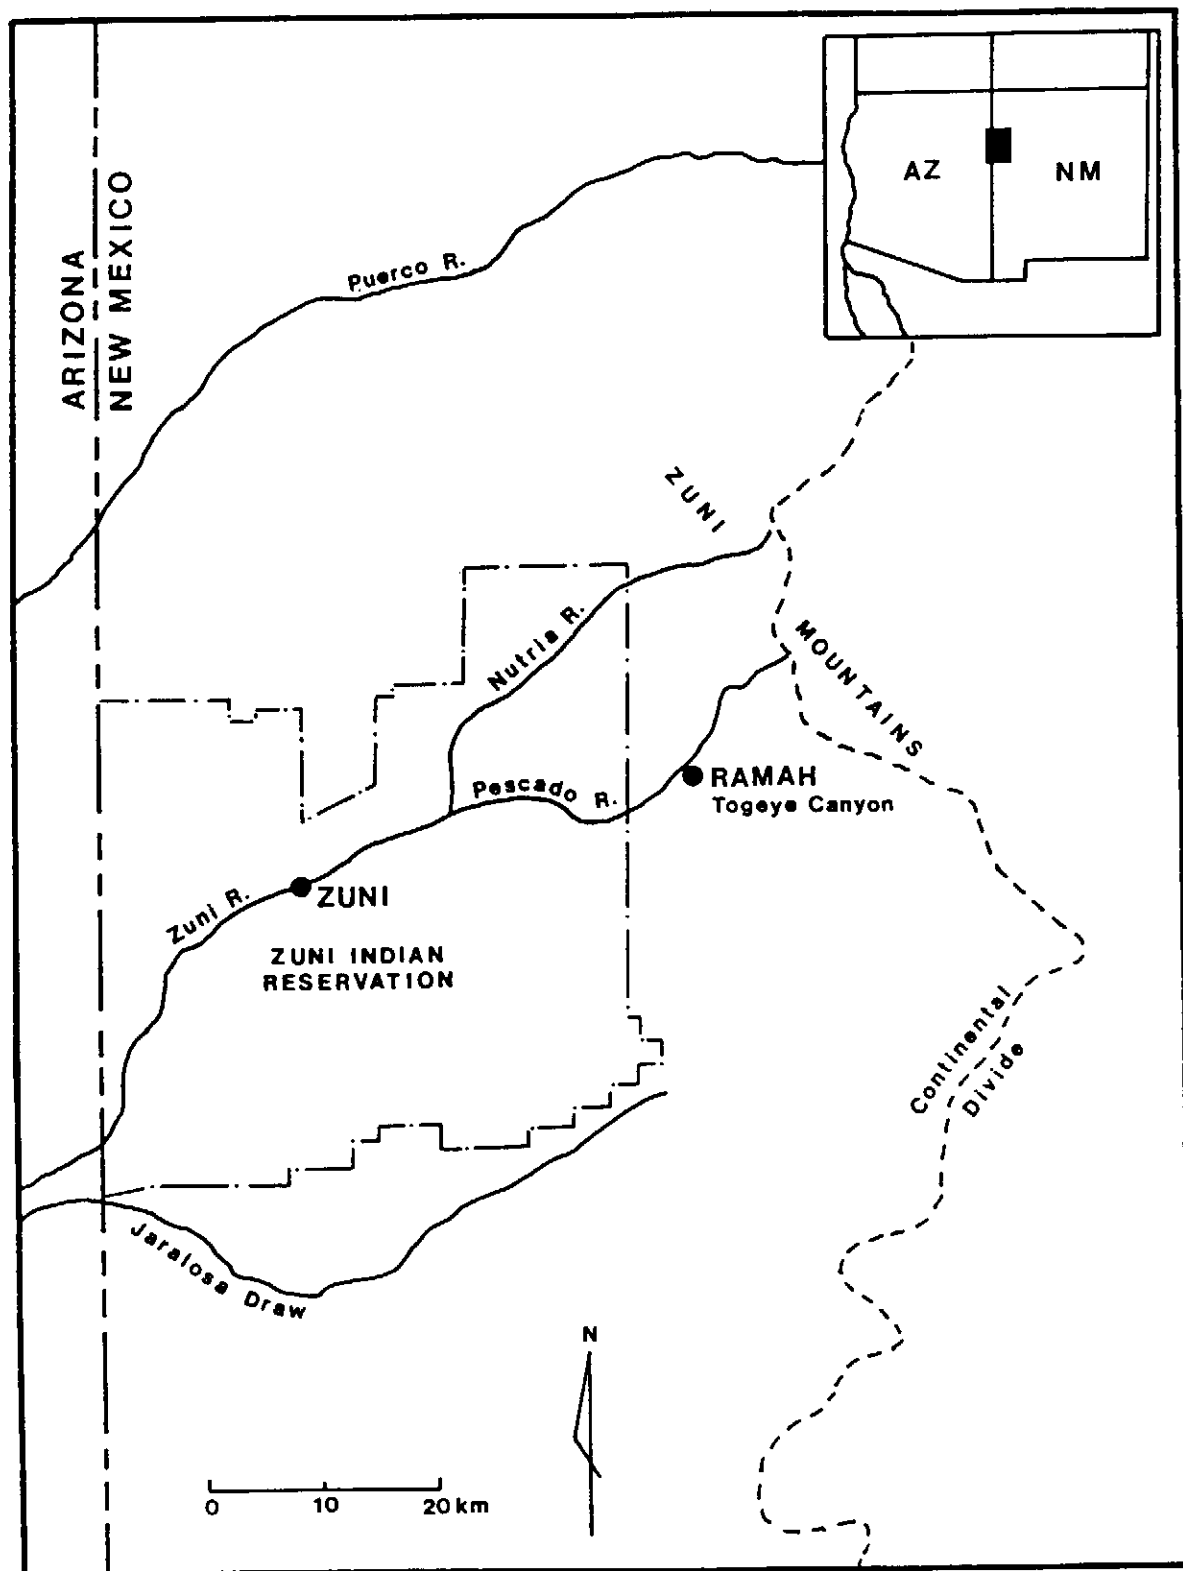 AZ
NM
ARIZONA
NEW MEXICO
Puerco R.
ZUNI
MOUNTAINS
Nutria R.
Pescado R.
RAMAH
Togeye Canyon
Zuni R.
ZUNI
ZUNI INDIAN
RESERVATION
Continental
Divide
Jaralosa Draw
N
0 10 20 km